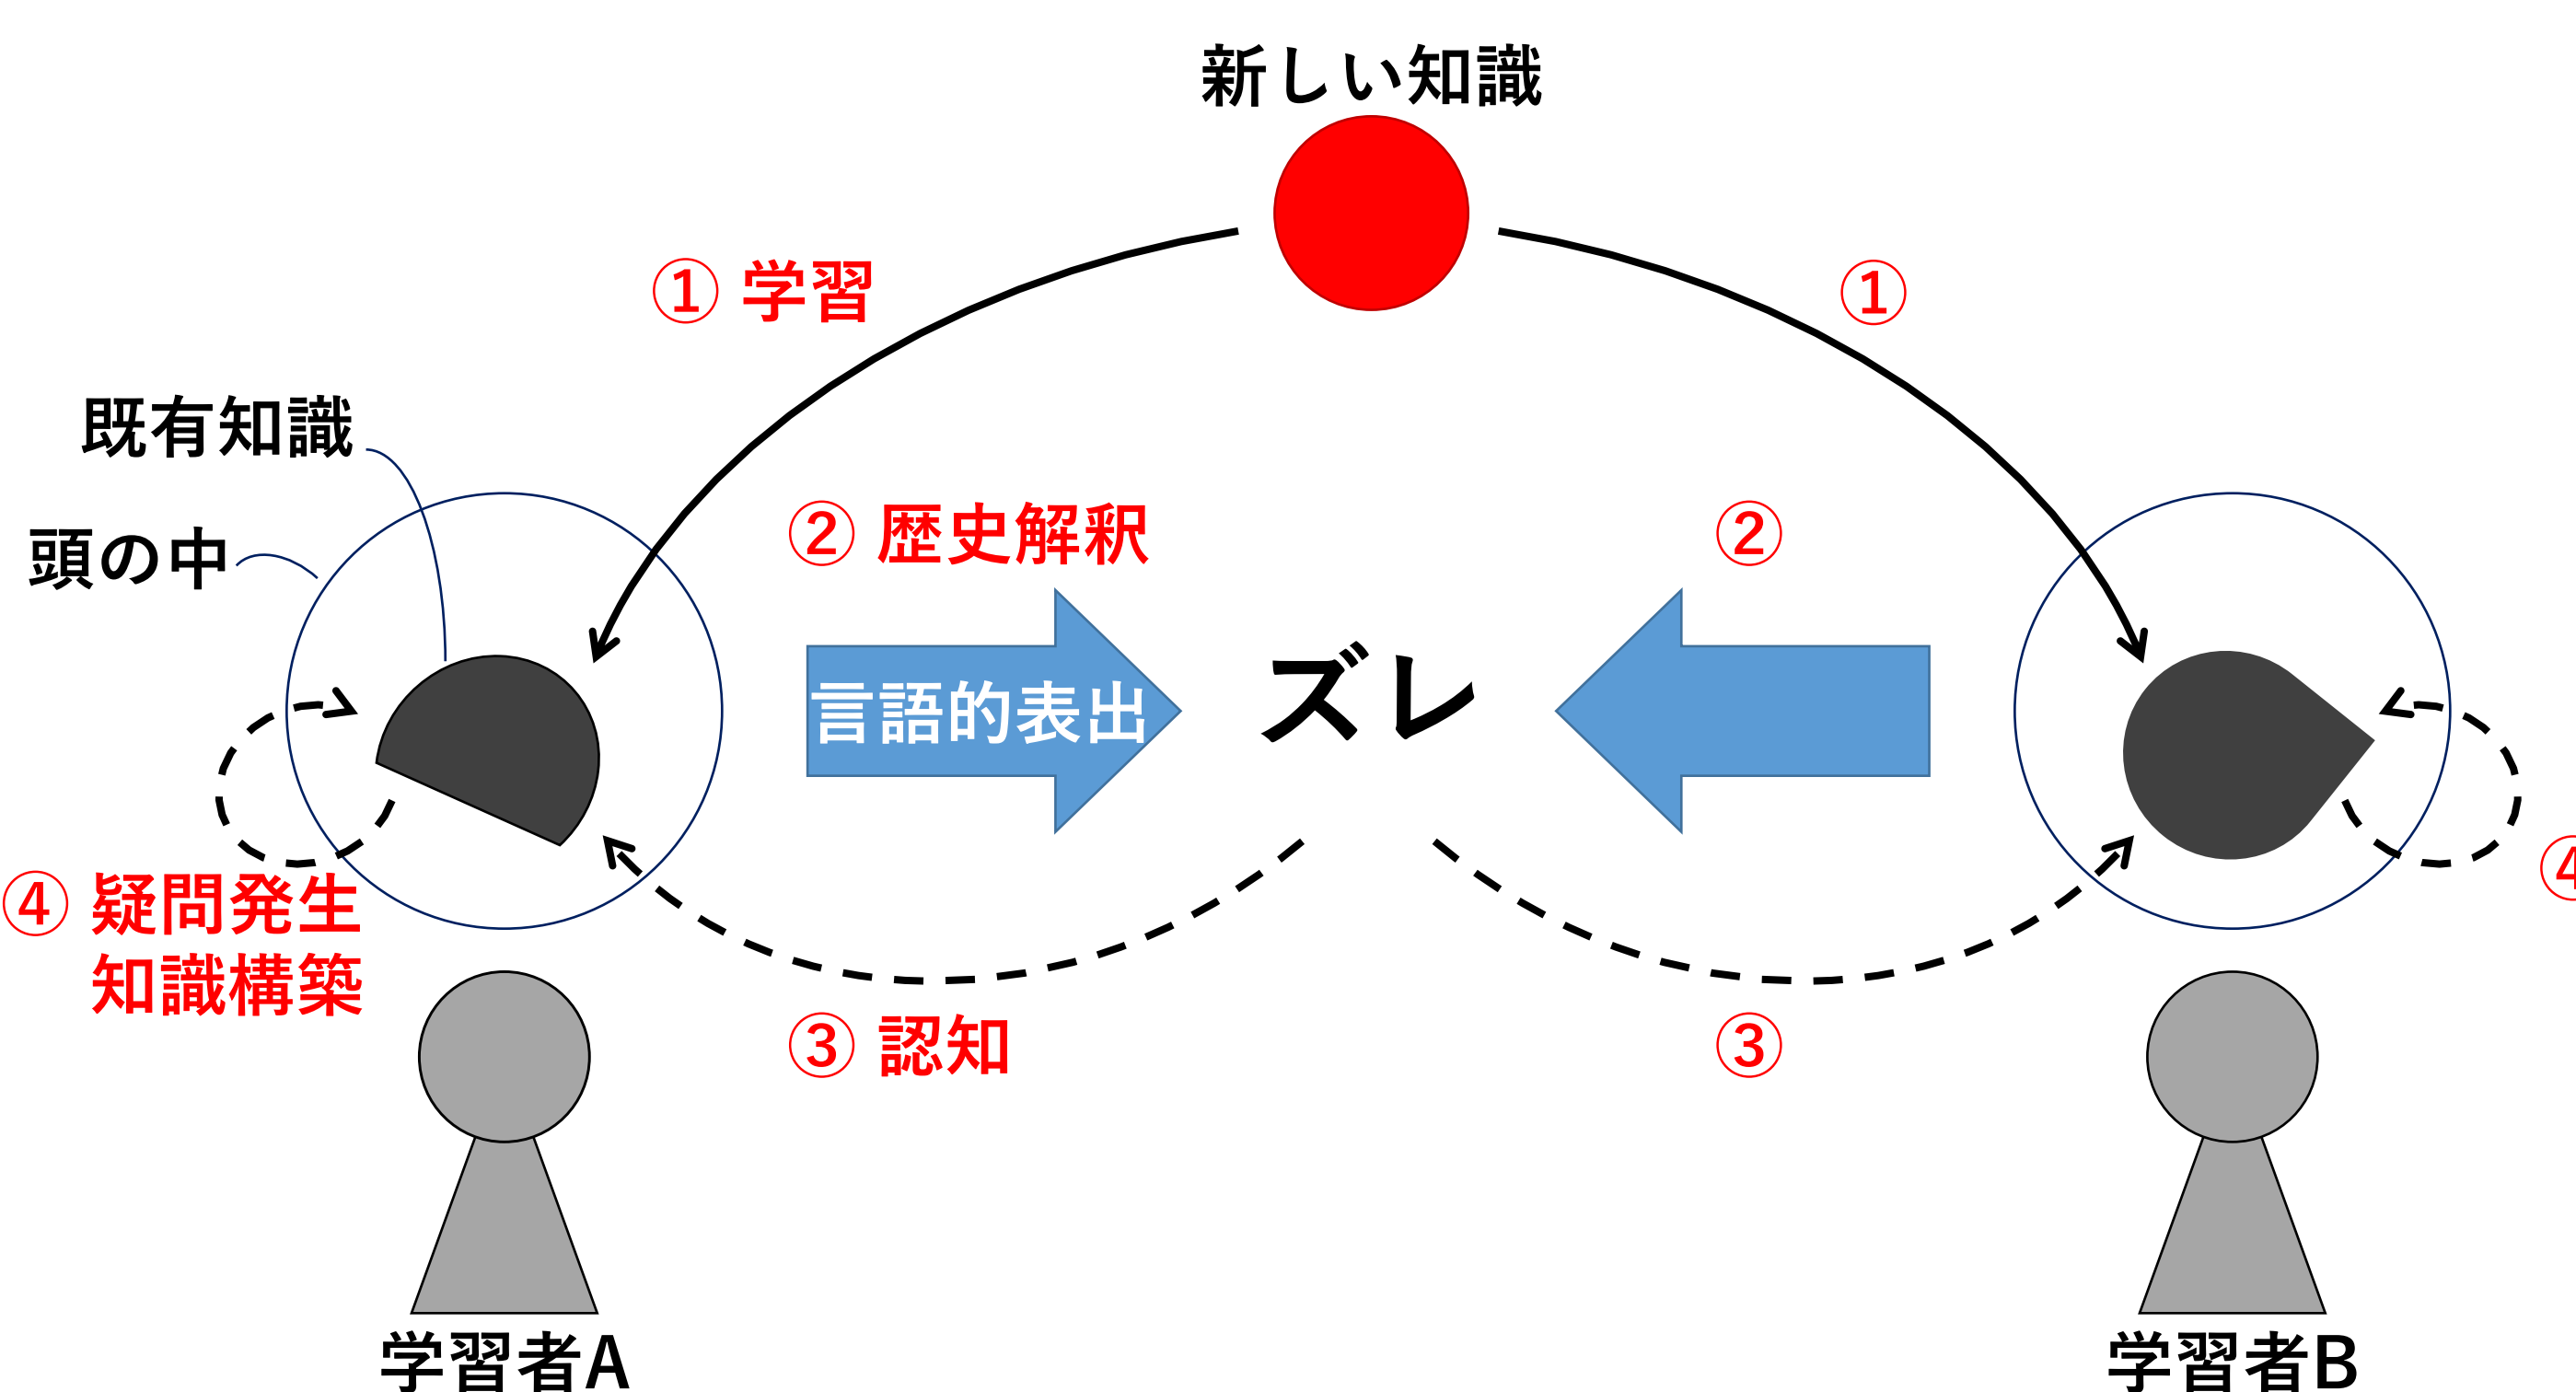 新しい知識
① 学習
①
既有知識
頭の中
② 歴史解釈
②
言語的表出
ズレ
④ 疑問発生
知識構築
④
③ 認知
③
学習者A
学習者B